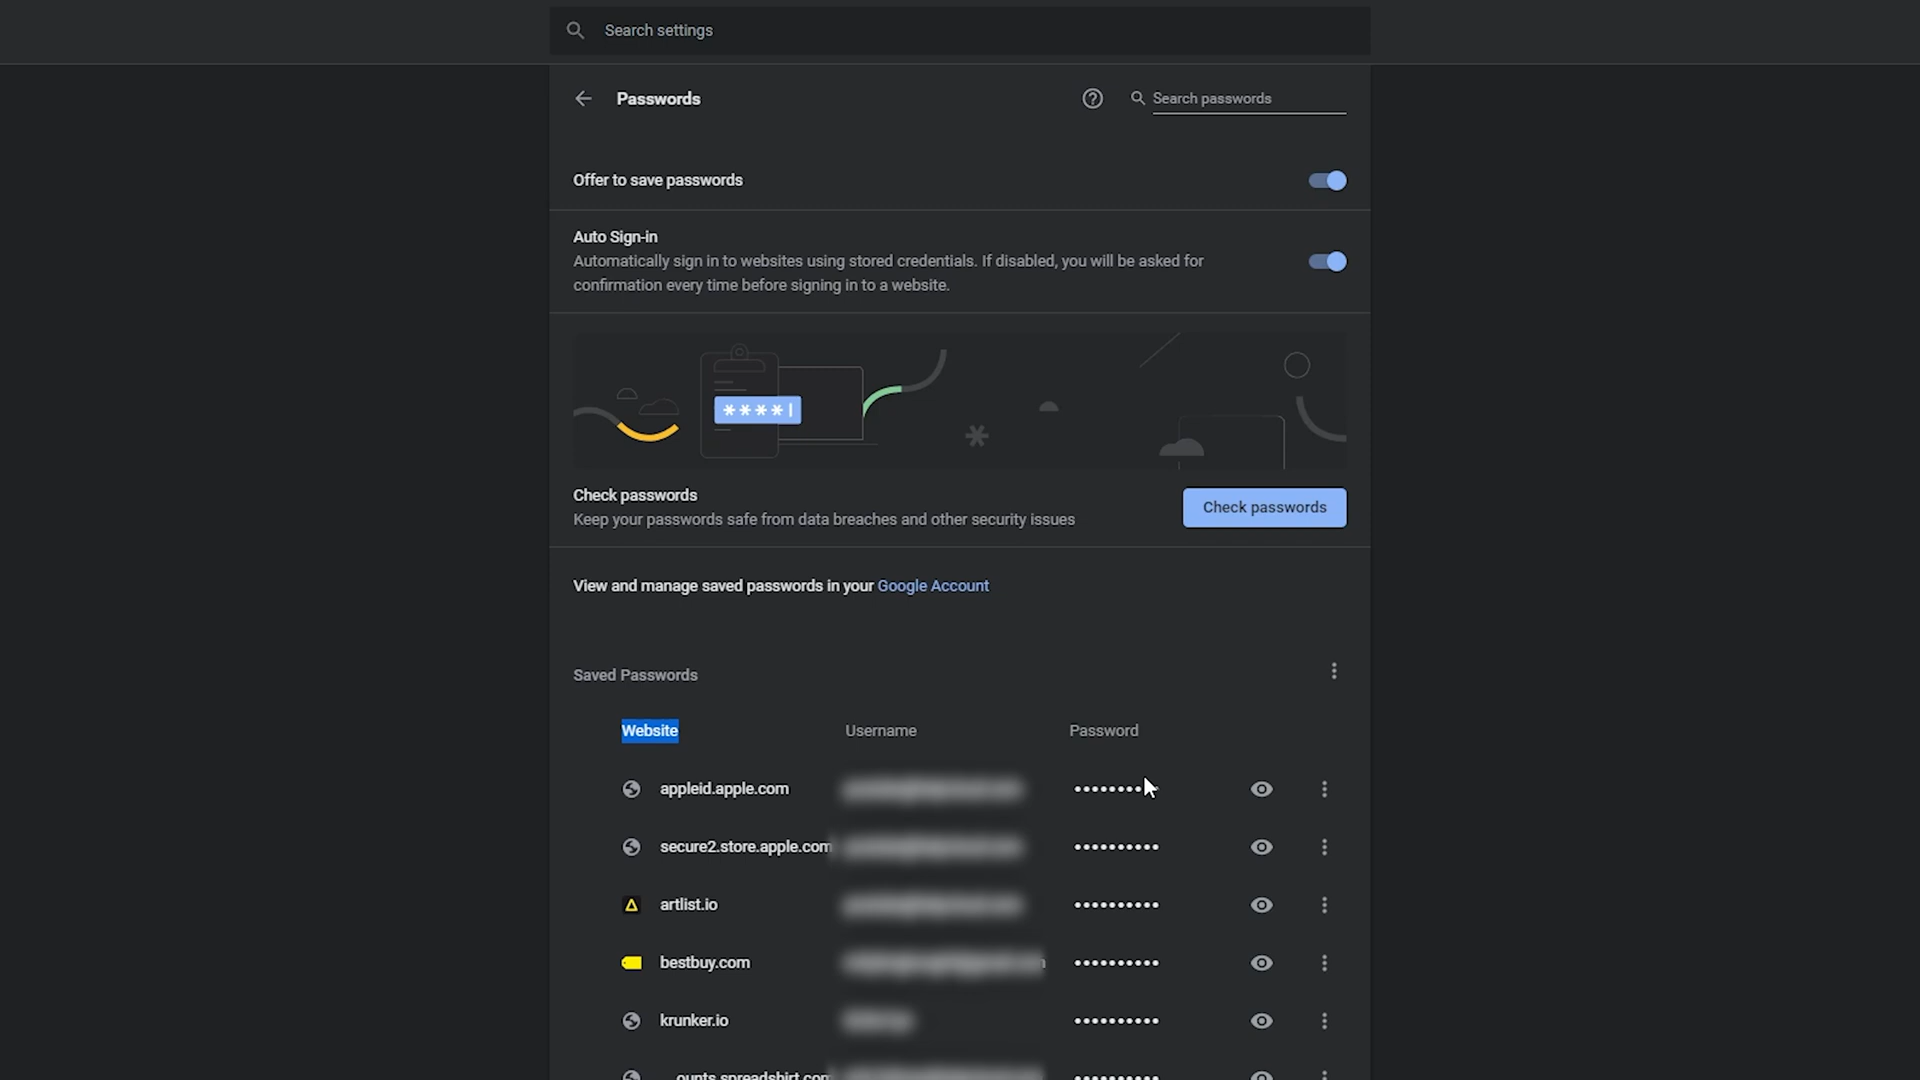 Search settings
Passwords
Search passwords
Offer to save passwords
Auto Sign-in
Automatically sign in to websites using stored credentials. If disabled, you will be asked for
confirmation every time before signing in to a website.
****|
Check passwords
Keep your passwords safe from data breaches and other security issues
Check passwords
View and manage saved passwords in your Google Account
Saved Passwords
Website Username Password
appleid.apple.com ••••••••••
secure2.store.apple.com ••••••••••
artlist.io ••••••••••
bestbuy.com ••••••••••
krunker.io ••••••••••
ounts.spreadshirt.com ••••••••••